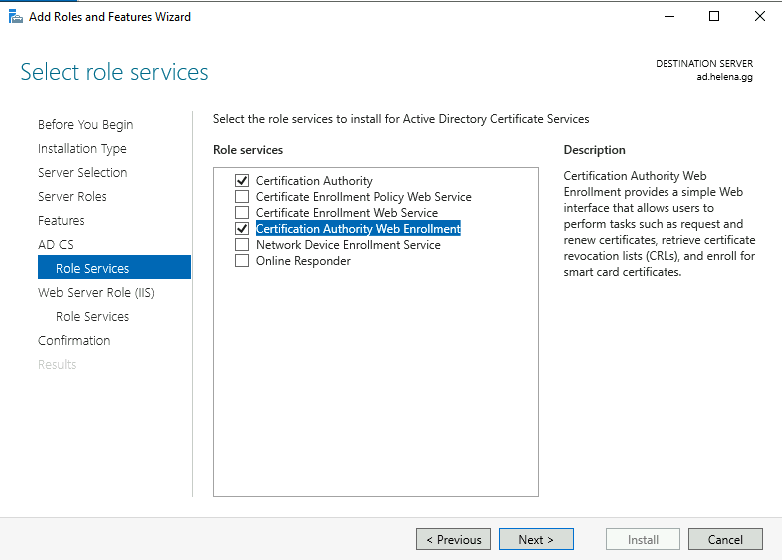 Add Roles and Features Wizard
Select role services
DESTINATION SERVER
ad.helena.gg
Before You Begin
Installation Type
Server Selection
Server Roles
Features
AD CS
Role Services
Web Server Role (IIS)
Role Services
Confirmation
Results
Select the role services to install for Active Directory Certificate Services
Role services
Certification Authority
Certificate Enrollment Policy Web Service
Certificate Enrollment Web Service
Certification Authority Web Enrollment
Network Device Enrollment Service
Online Responder
Description
Certification Authority Web
Enrollment provides a simple Web
interface that allows users to
perform tasks such as request and
renew certificates, retrieve certificate
revocation lists (CRLs), and enroll for
smart card certificates.
< Previous
Next >
Install
Cancel